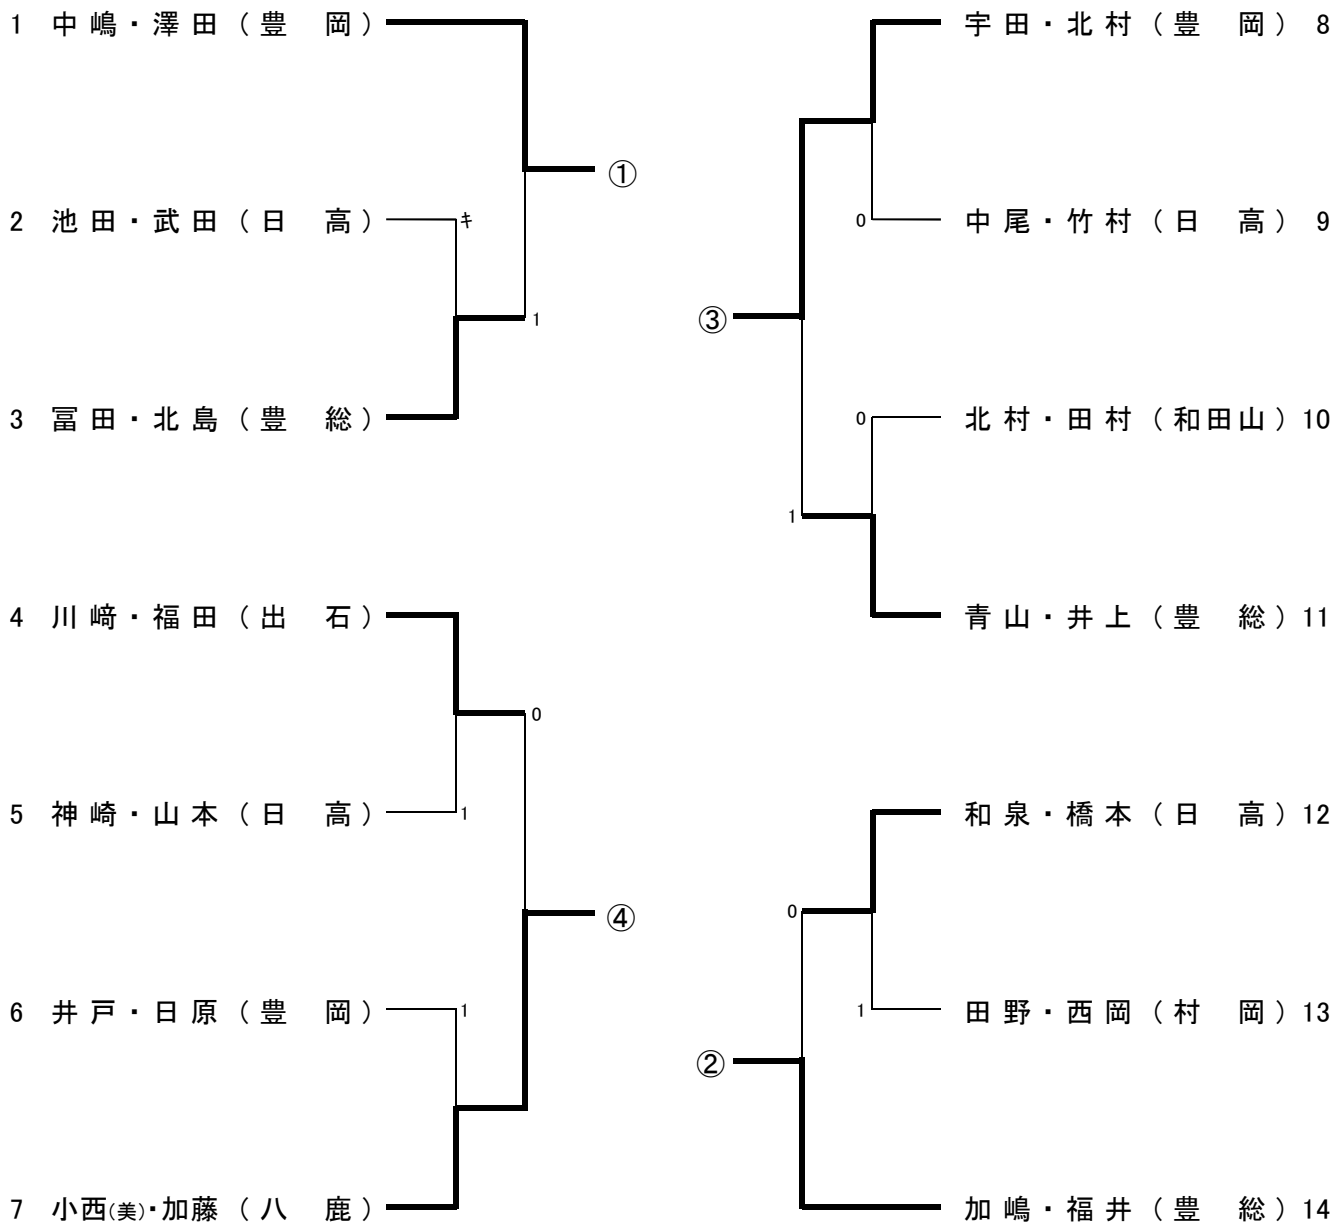 1 中嶋・澤田（豊 岡）
①
2 池田・武田（日 高）
ｷ
1
3 冨田・北島（豊 総）
4 川﨑・福田（出 石）
0
5 神崎・山本（日 高）
1
④
6 井戸・日原（豊 岡）
1
7 小西(美)・加藤（八 鹿）
宇田・北村（豊 岡） 8
0
中尾・竹村（日 高） 9
③
0
北村・田村（和田山） 10
1
青山・井上（豊 総） 11
和泉・橋本（日 高） 12
0
1
田野・西岡（村 岡） 13
②
加嶋・福井（豊 総） 14